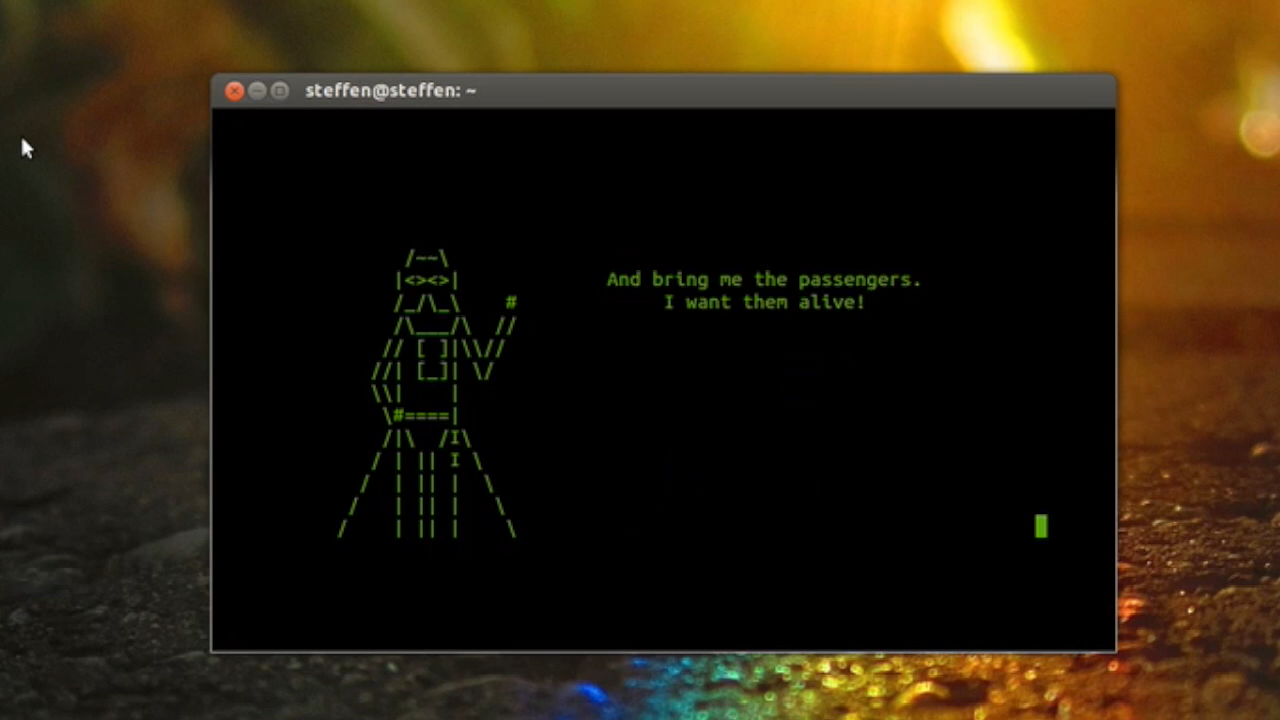 steffen@steffen: ~
And bring me the passengers.
I want them alive!